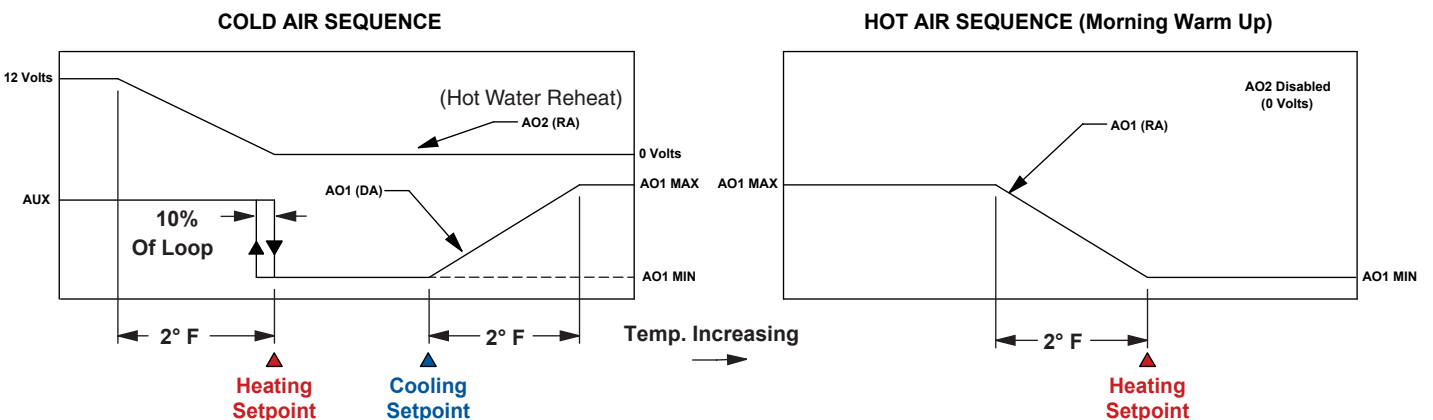 COLD AIR SEQUENCE
12 Volts
(Hot Water Reheat)
AO2 (RA)
0 Volts
AUX
AO1 (DA)
AO1 MAX
10%
Of Loop
AO1 MIN
2° F
2° F
Heating
Setpoint
Cooling
Setpoint
Temp. Increasing
HOT AIR SEQUENCE (Morning Warm Up)
AO2 Disabled
(0 Volts)
AO1 (RA)
AO1 MAX
AO1 MIN
2° F
Heating
Setpoint